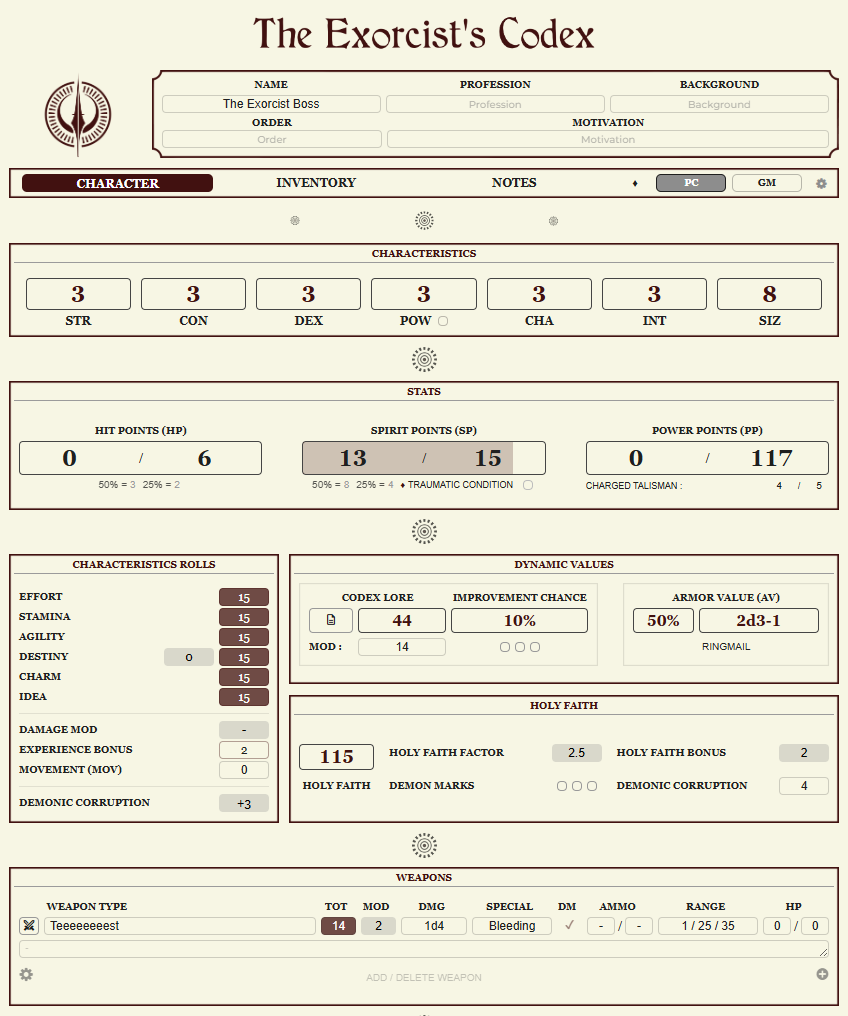 The Exorcist's Codex
NAME PROFESSION BACKGROUND
The Exorcist Boss Profession Background
ORDER MOTIVATION
Order Motivation
CHARACTER INVENTORY NOTES ♦ PC GM
CHARACTERISTICS
3 3 3 3 3 3 8
STR CON DEX POW CHA INT SIZ
STATS
HIT POINTS (HP) SPIRIT POINTS (SP) POWER POINTS (PP)
0 / 6 13 / 15 0 / 117
50% = 3 25% = 2 50% = 8 25% = 4 ♦ TRAUMATIC CONDITION CHARGED TALISMAN : 4 / 5
CHARACTERISTICS ROLLS
EFFORT 15
STAMINA 15
AGILITY 15
DESTINY 0 15
CHARM 15
IDEA 15
DAMAGE MOD -
EXPERIENCE BONUS 2
MOVEMENT (MOV) 0
DEMONIC CORRUPTION +3
DYNAMIC VALUES
CODEX LORE IMPROVEMENT CHANCE ARMOR VALUE (AV)
44 10% 50% 2d3-1
MOD : 14 RINGMAIL
HOLY FAITH
115 HOLY FAITH FACTOR 2.5 HOLY FAITH BONUS 2
HOLY FAITH DEMON MARKS DEMONIC CORRUPTION 4
WEAPONS
WEAPON TYPE TOT MOD DMG SPECIAL DM AMMO RANGE HP
Teeeeeeeest 14 2 1d4 Bleeding ✓ - / - 1 / 25 / 35 0 / 0
-
ADD / DELETE WEAPON